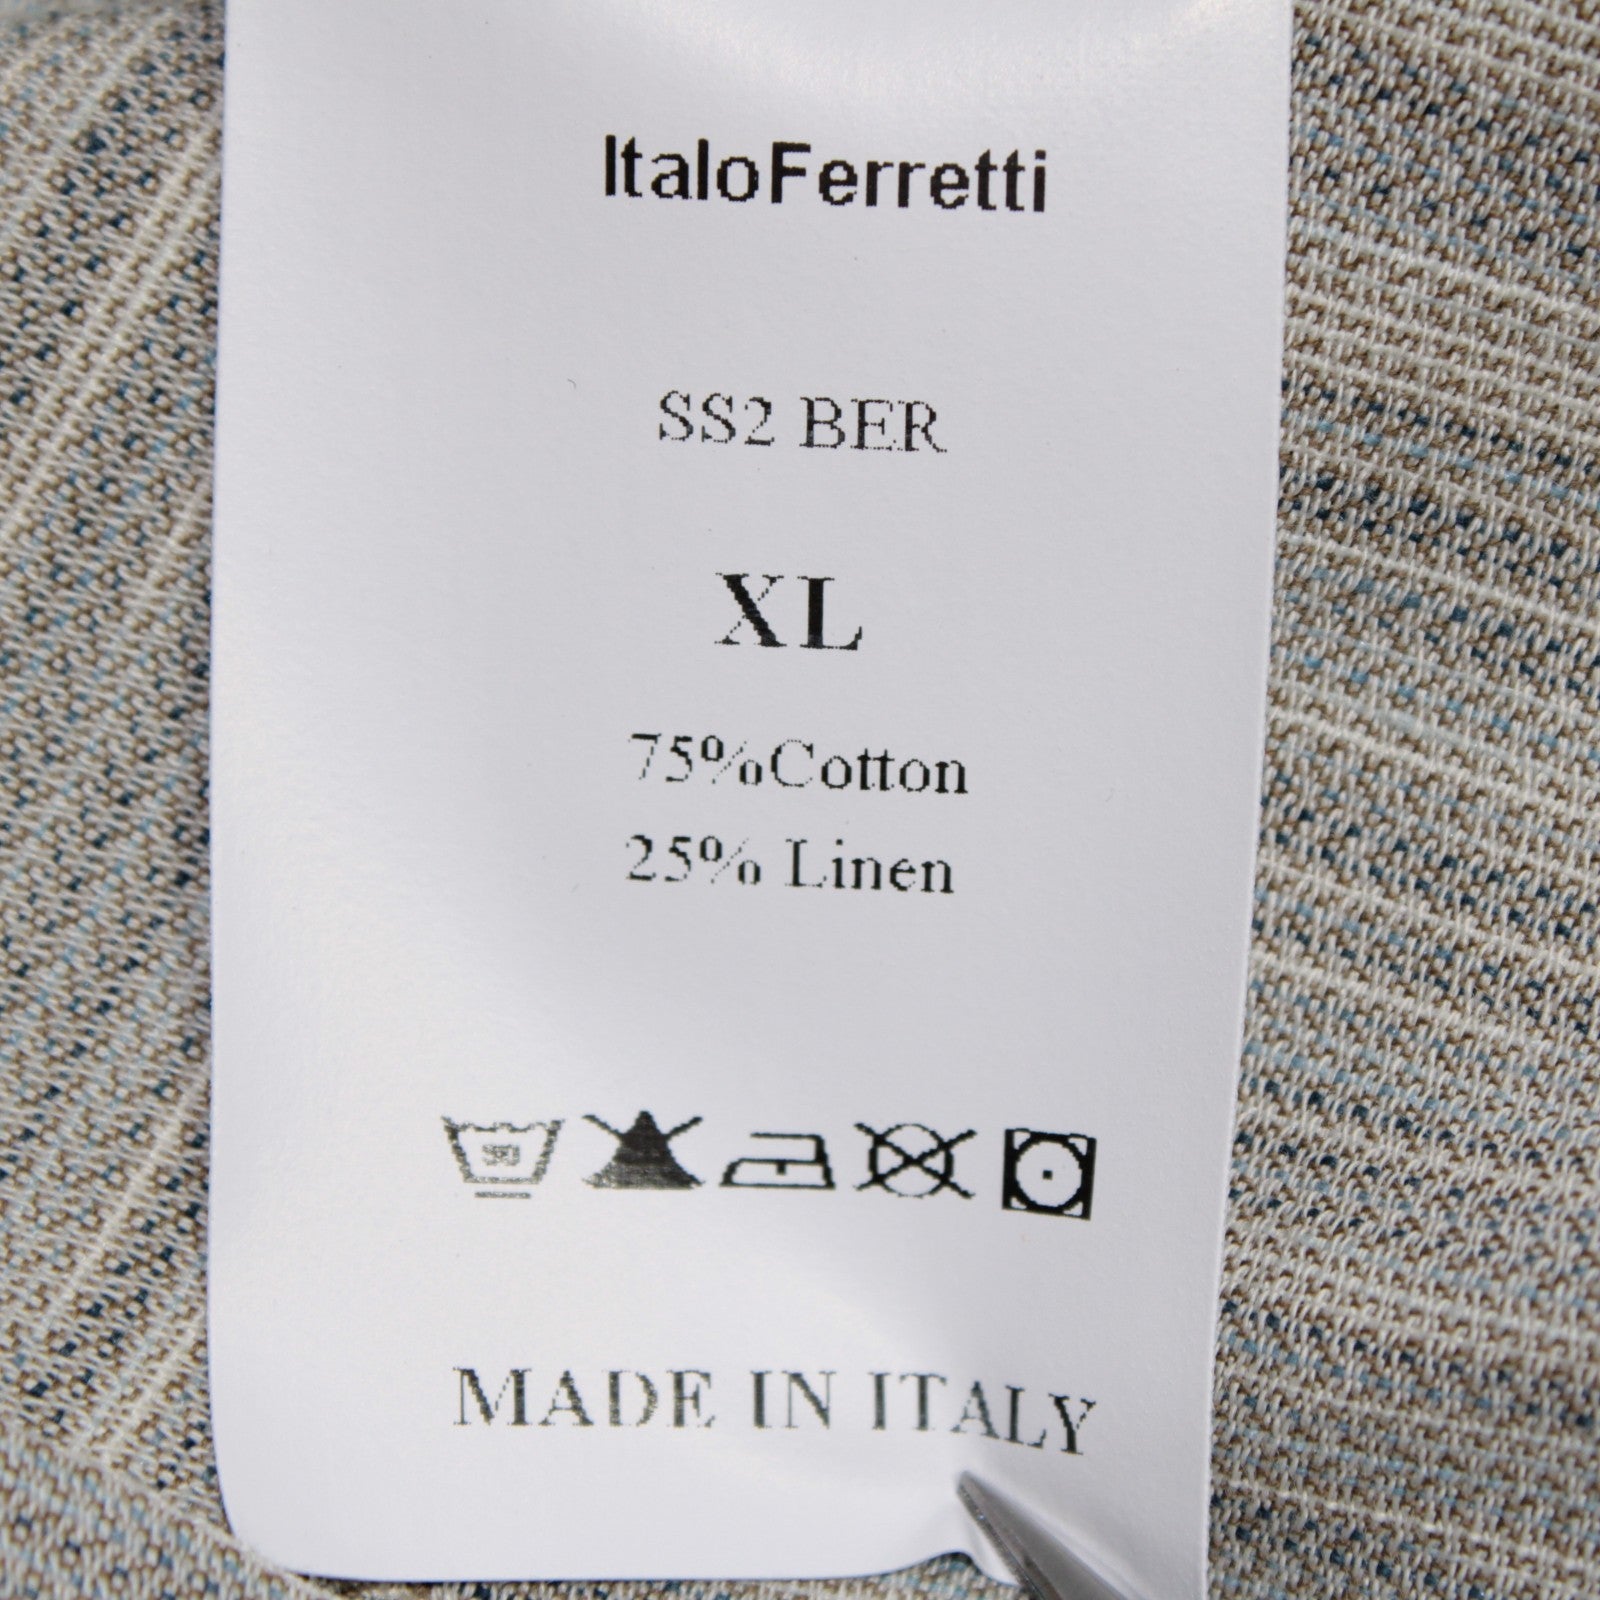 ItaloFerretti
SS2 BER
XL
75%Cotton
25% Linen
MADE IN ITALY